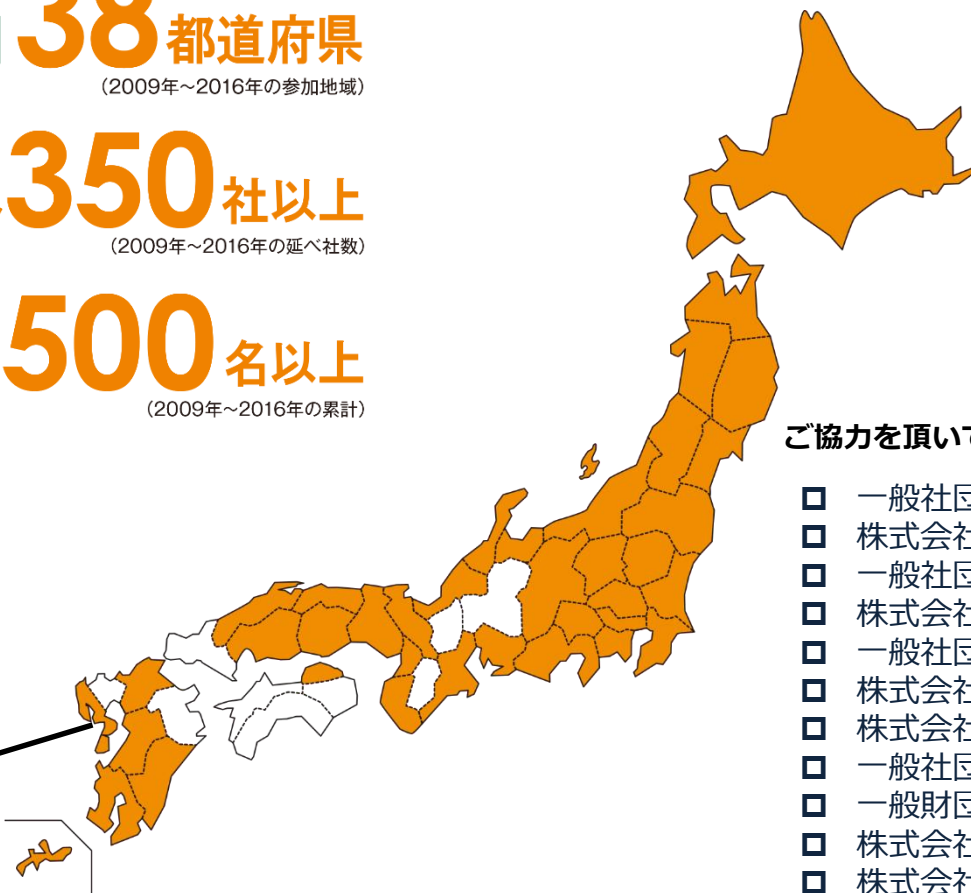 38都道府県
(2009年~2016年の参加地域)
350社以上
(2009年~2016年の延べ社数)
500名以上
(2009年~2016年の累計)
ご協力を頂いて
一般社団
株式会社
一般社団
株式会社
一般社団
株式会社
株式会社
一般社団
一般財団
株式会社
株式会社